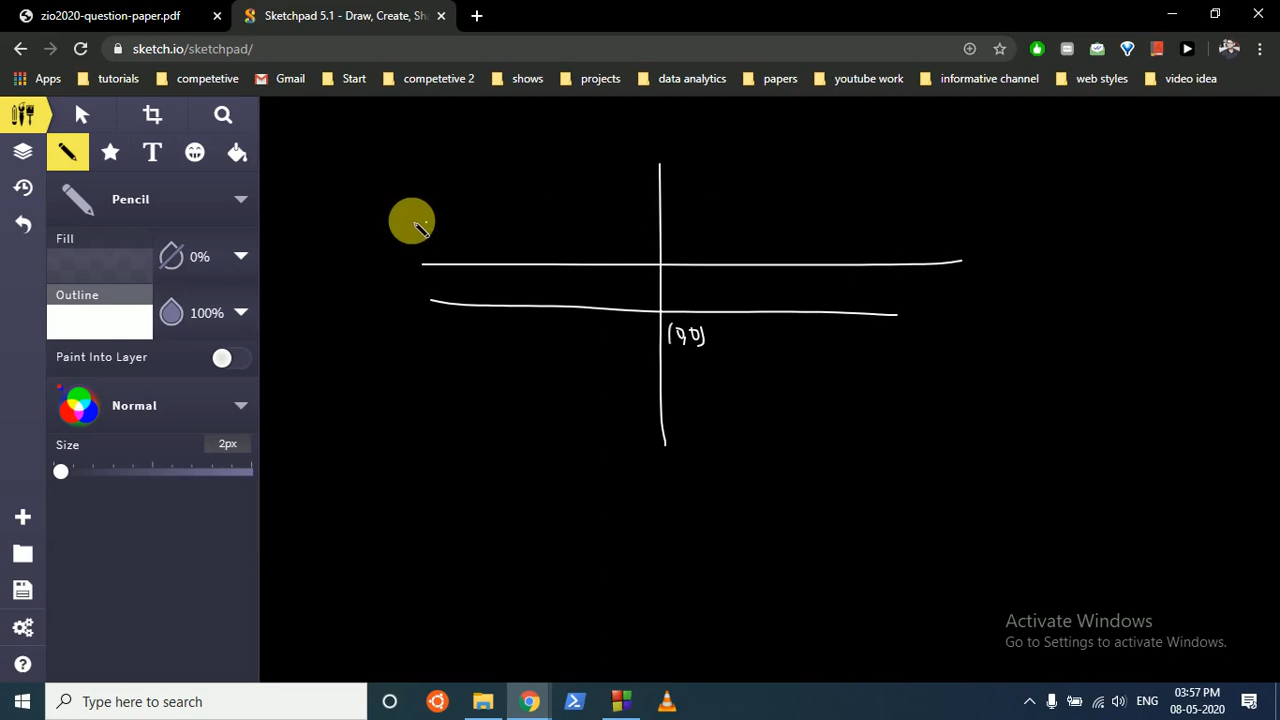 zio2020-question-paper.pdf
Sketchpad 5.1 - Draw, Create, Sha
sketch.io/sketchpad/
Apps tutorials competetive Gmail Start competetive 2 shows projects data analytics papers youtube work informative channel web styles video idea
Pencil
Fill
0%
Outline
100%
Paint Into Layer
Normal
Size
2px
(0,0)
Activate Windows
Go to Settings to activate Windows.
Type here to search
ENG
03:57 PM
08-05-2020